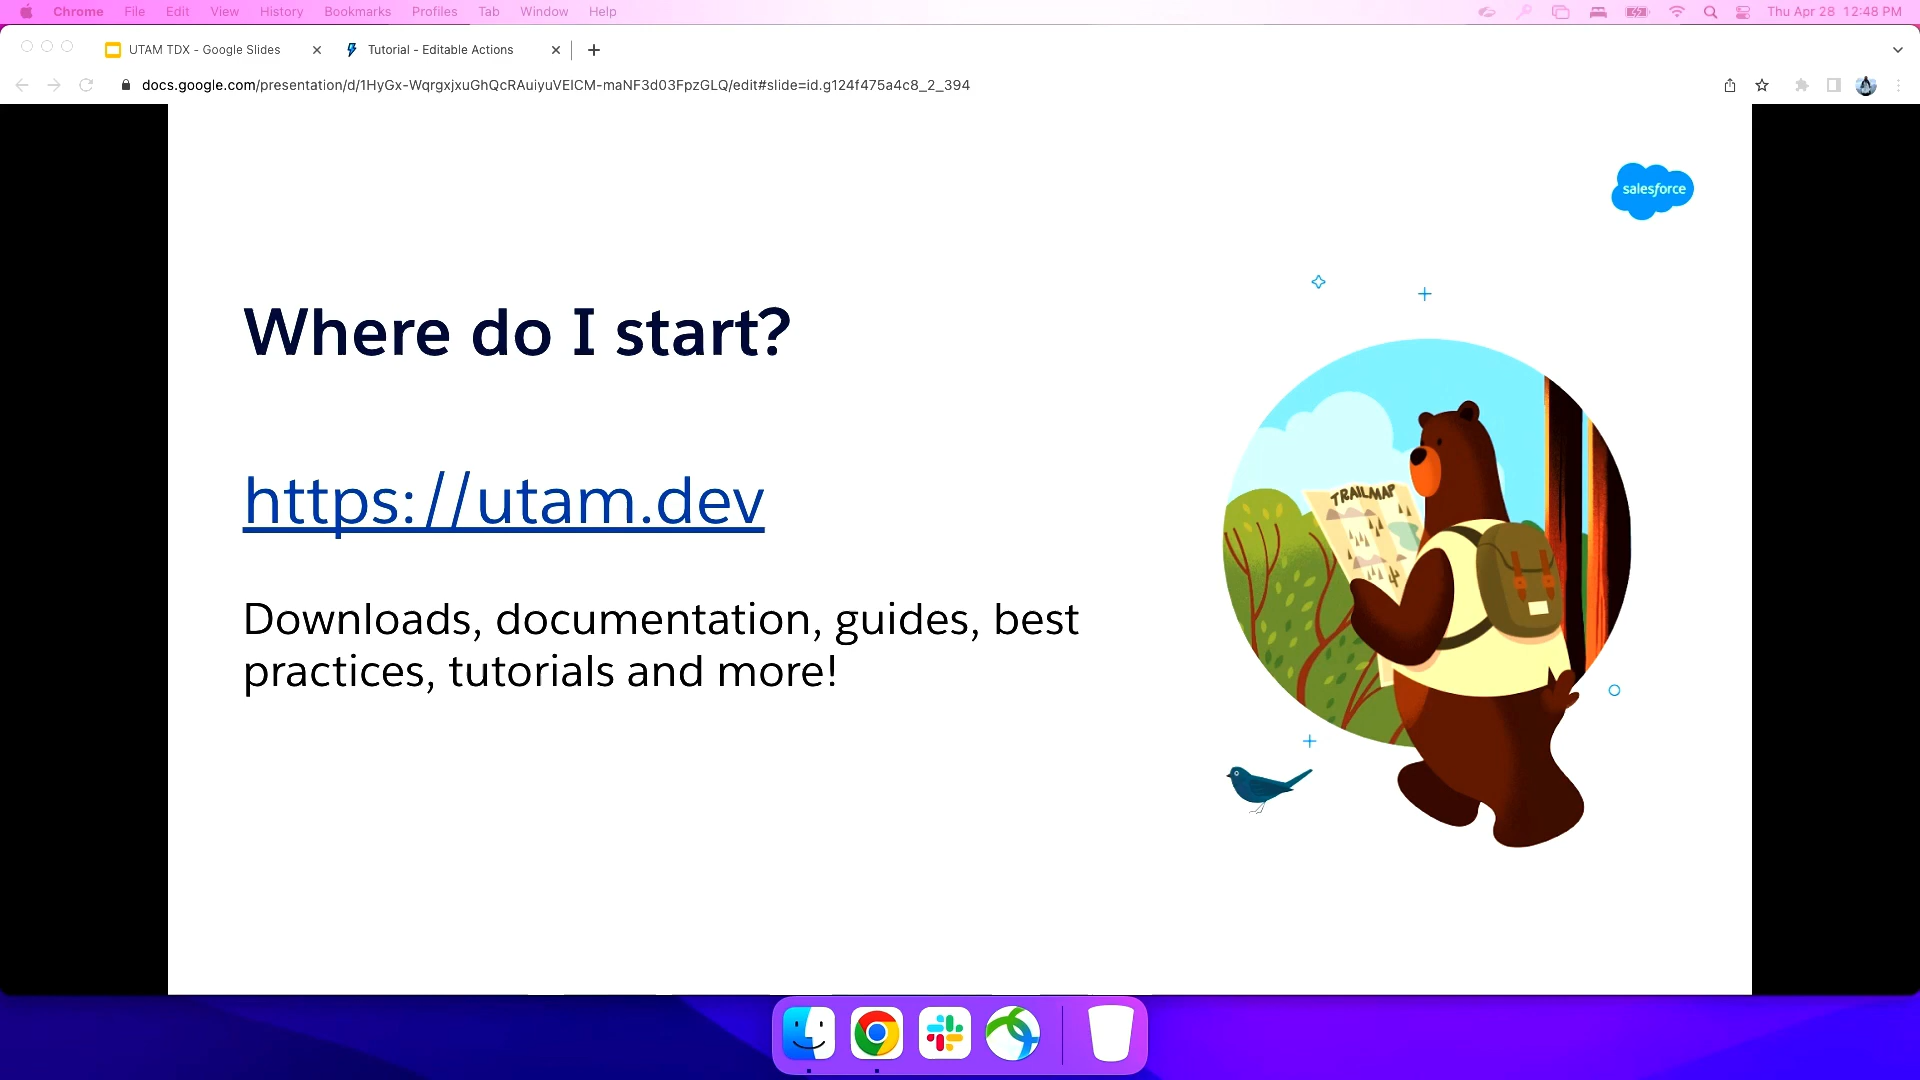 Chrome File Edit View History Bookmarks Profiles Tab Window Help Thu Apr 28 12:48 PM
UTAM TDX - Google Slides Tutorial - Editable Actions
docs.google.com/presentation/d/1HyGx-WqrgxjxuGhQcRAuiyuVEICM-maNF3d03FpzGLQ/edit#slide=id.g124f475a4c8_2_394
salesforce
Where do I start?
https://utam.dev
TRAILMAP
Downloads, documentation, guides, best
practices, tutorials and more!